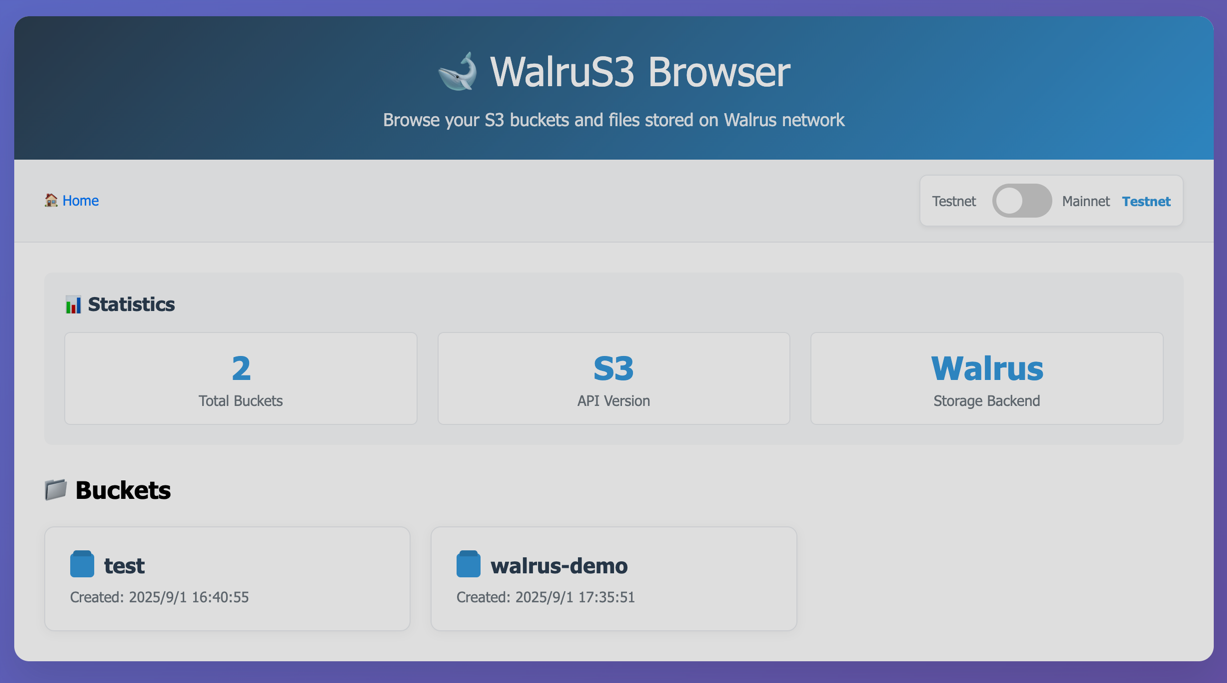 WalruS3 Browser
Browse your S3 buckets and files stored on Walrus network
Home
Testnet Mainnet Testnet
Statistics
2
Total Buckets
S3
API Version
Walrus
Storage Backend
Buckets
test
Created: 2025/9/1 16:40:55
walrus-demo
Created: 2025/9/1 17:35:51